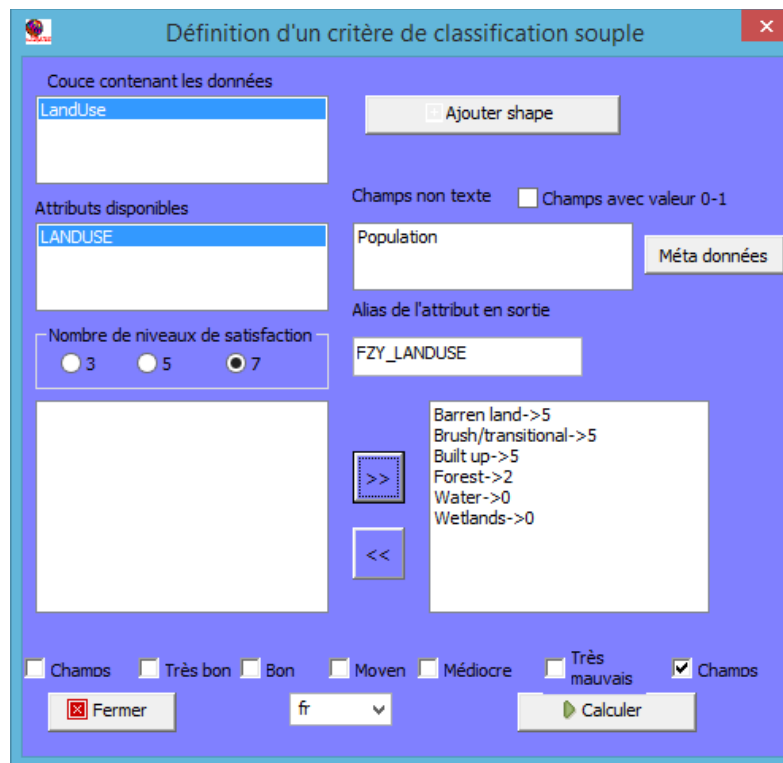 Définition d'un critère de classification souple
Couce contenant les données
LandUse
Ajouter shape
Attributs disponibles
LANDUSE
Champs non texte
Champs avec valeur 0-1
Population
Méta données
Alias de l'attribut en sortie
FZY_LANDUSE
Nombre de niveaux de satisfaction
3 5 7
Barren land->5
Brush/transitional->5
Built up->5
Forest->2
Water->0
Wetlands->0
>>
<<
Champs Très bon Bon Moyen Médiocre Très mauvais Champs
Fermer
fr
Calculer